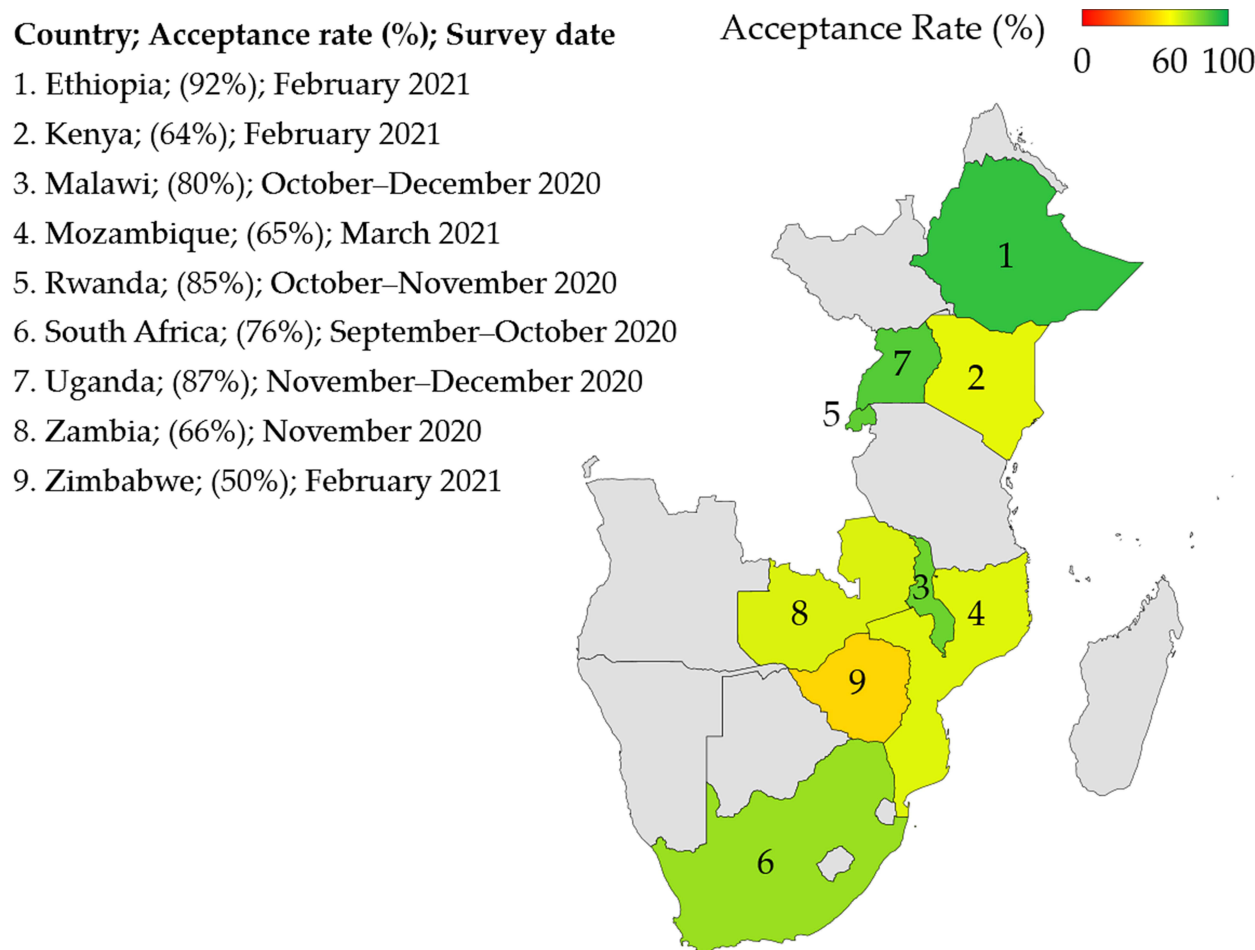 Country; Acceptance rate (%); Survey date
1. Ethiopia; (92%); February 2021
2. Kenya; (64%); February 2021
3. Malawi; (80%); October–December 2020
4. Mozambique; (65%); March 2021
5. Rwanda; (85%); October–November 2020
6. South Africa; (76%); September–October 2020
7. Uganda; (87%); November–December 2020
8. Zambia; (66%); November 2020
9. Zimbabwe; (50%); February 2021
Acceptance Rate (%)
0 60 100
1
7 2
5
3
8 4
9
6